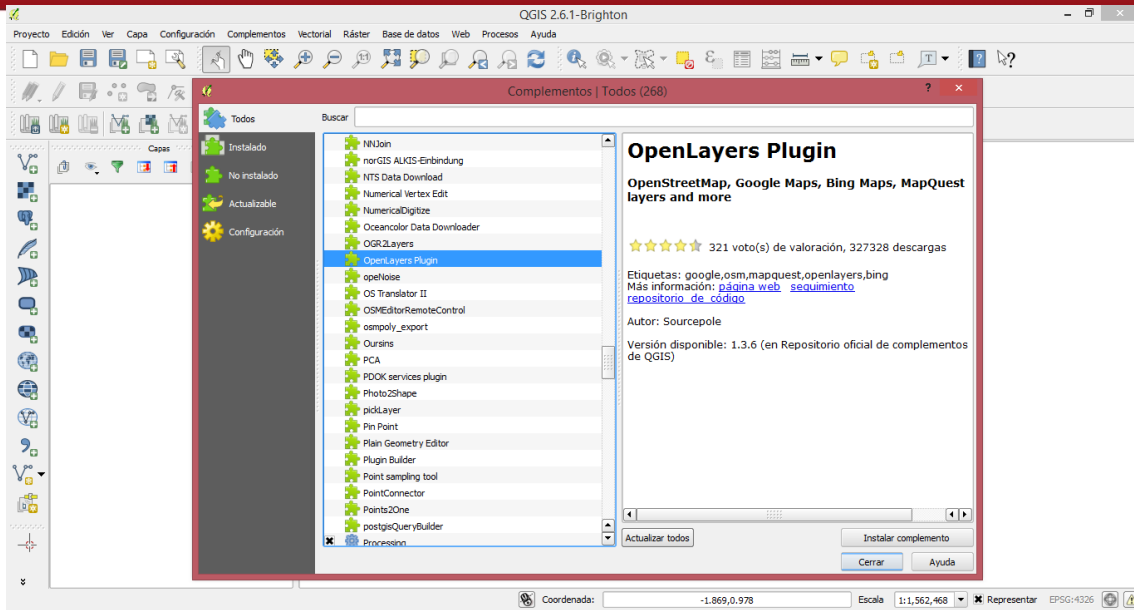 QGIS 2.6.1-Brighton
Proyecto Edición Ver Capa Configuración Complementos Vectorial Ráster Base de datos Web Procesos Ayuda
Capas
Complementos | Todos (268)
Todos
Instalado
No instalado
Actualizable
Configuración
Buscar
NNJoin
norGIS ALKIS-Einbindung
NTS Data Download
Numerical Vertex Edit
NumericalDigitize
Oceancolor Data Downloader
OGR2Layers
OpenLayers Plugin
opeNoise
OS Translator II
OSMEditorRemoteControl
osmpoly_export
Oursins
PCA
PDOK services plugin
Photo2Shape
pickLayer
Pin Point
Plain Geometry Editor
Plugin Builder
Point sampling tool
PointConnector
Points2One
postgisQueryBuilder
Processing
OpenLayers Plugin
OpenStreetMap, Google Maps, Bing Maps, MapQuest
layers and more
321 voto(s) de valoración, 327328 descargas
Etiquetas: google,osm,mapquest,openlayers,bing
Más información: página web seguimiento
repositorio de código
Autor: Sourcepole
Versión disponible: 1.3.6 (en Repositorio oficial de complementos
de QGIS)
Actualizar todos
Instalar complemento
Cerrar
Ayuda
Coordenada: -1.869,0.978 Escala 1:1,562,468 Representar EPSG:4326